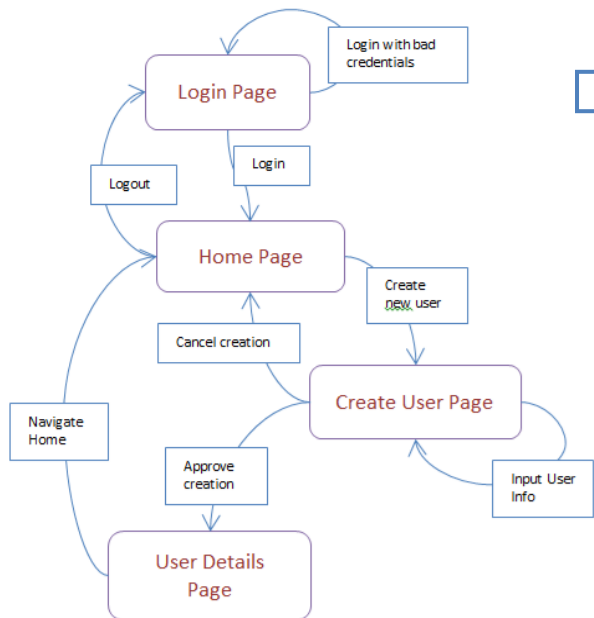 Login with bad
credentials
Login Page
Login
Logout
Home Page
Create
new user
Cancel creation
Create User Page
Navigate
Home
Approve
creation
Input User
Info
User Details
Page